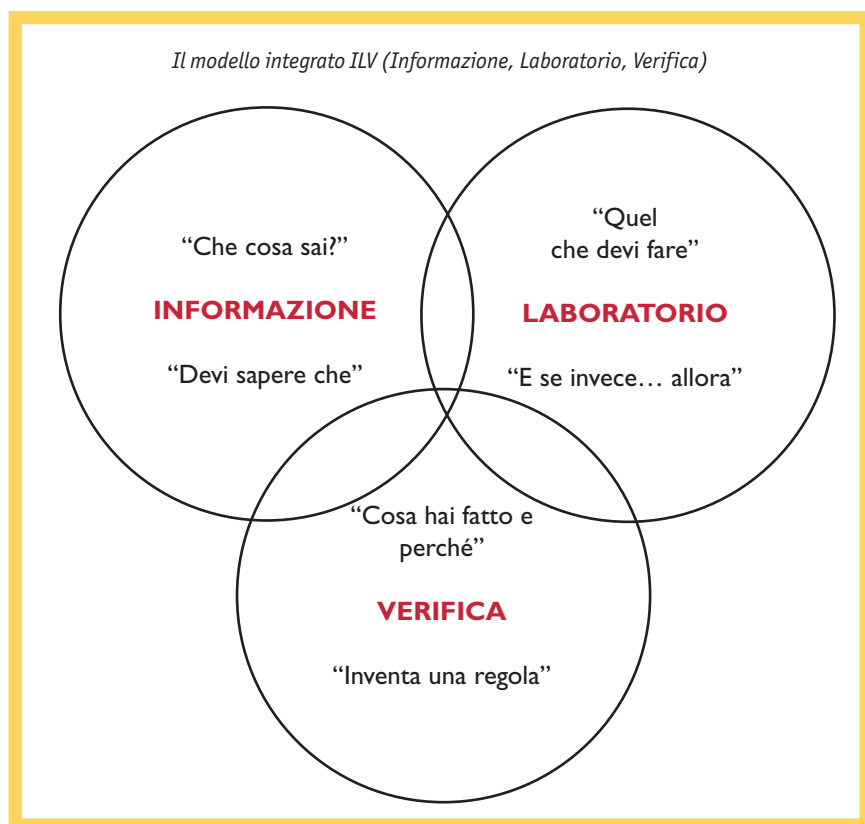 Il modello integrato ILV (Informazione, Laboratorio, Verifica)
“Che cosa sai?”
INFORMAZIONE
“Devi sapere che”
“Quel
che devi fare”
LABORATORIO
“E se invece… allora”
“Cosa hai fatto e
perché”
VERIFICA
“Inventa una regola”